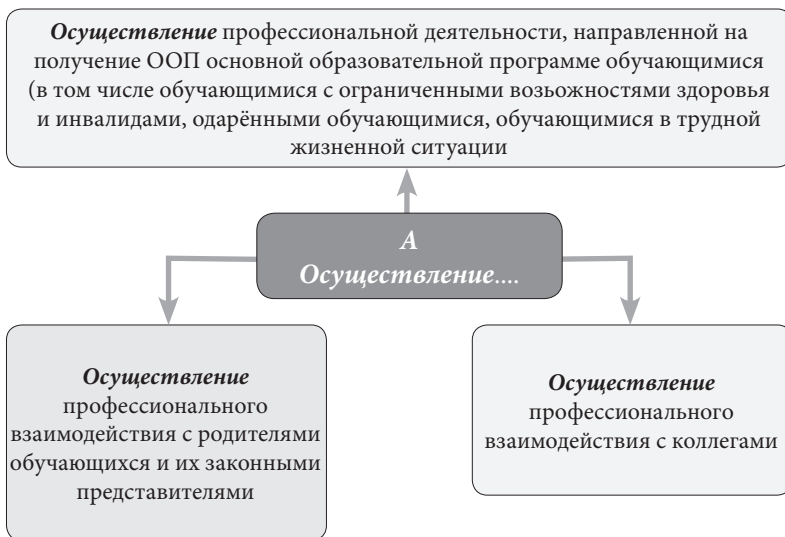 Осуществление профессиональной деятельности, направленной на
получение ООП основной образовательной программе обучающимися
(в том числе обучающимися с ограниченными возьожностями здоровья
и инвалидами, одарёнными обучающимися, обучающимися в трудной
жизненной ситуации
А
Осуществление....
Осуществление
профессионального
взаимодействия с родителями
обучающихся и их законными
представителями
Осуществление
профессионального
взаимодействия с коллегами